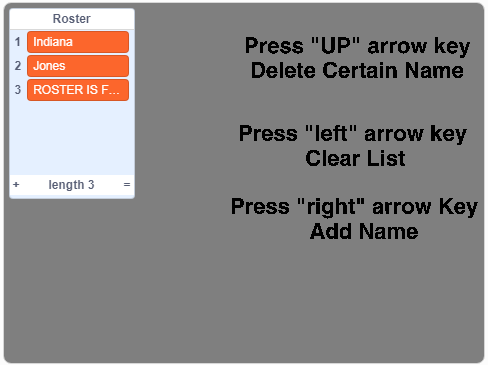 Roster
1 Indiana
2 Jones
3 ROSTER IS F...
+ length 3 =
Press "UP" arrow key
Delete Certain Name
Press "left" arrow key
Clear List
Press "right" arrow Key
Add Name